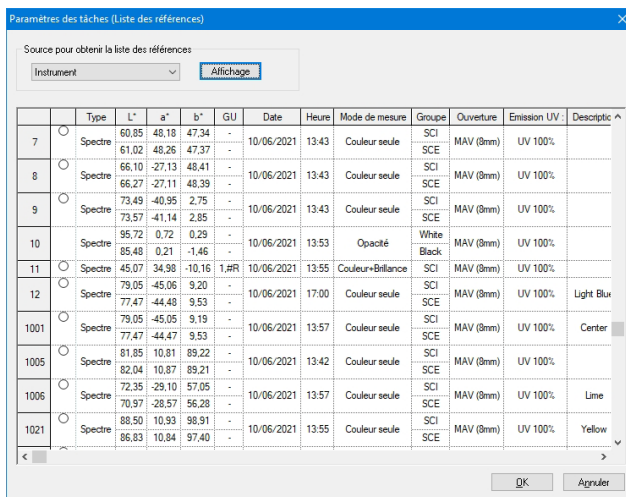 Paramètres des tâches (Liste des références)
Source pour obtenir la liste des références
Instrument Affichage
Type L* a* b* GU Date Heure Mode de mesure Groupe Ouverture Emission UV : Descriptic
7 Spectre 60,85 48,18 47,34 - 10/06/2021 13:43 Couleur seule SCI MAV (8mm) UV 100%
61,02 48,26 47,37 - SCE
8 Spectre 66,10 -27,13 48,41 - 10/06/2021 13:43 Couleur seule SCI MAV (8mm) UV 100%
66,27 -27,11 48,39 - SCE
9 Spectre 73,49 -40,95 2,75 - 10/06/2021 13:43 Couleur seule SCI MAV (8mm) UV 100%
73,57 -41,14 2,85 - SCE
10 Spectre 95,72 0,72 0,29 - 10/06/2021 13:53 Opacité White MAV (8mm) UV 100%
85,48 0,21 -1,46 - Black
11 Spectre 45,07 34,98 -10,16 1,#R 10/06/2021 13:55 Couleur+Brillance SCI MAV (8mm) UV 100%
12 Spectre 79,05 -45,06 9,20 - 10/06/2021 17:00 Couleur seule SCI MAV (8mm) UV 100% Light Blue
77,47 -44,48 9,53 - SCE
1001 Spectre 79,05 -45,05 9,19 - 10/06/2021 13:57 Couleur seule SCI MAV (8mm) UV 100% Center
77,47 -44,47 9,53 - SCE
1005 Spectre 81,85 10,81 89,22 - 10/06/2021 13:42 Couleur seule SCI MAV (8mm) UV 100%
82,04 10,87 89,21 - SCE
1006 Spectre 72,35 -29,10 57,05 - 10/06/2021 13:57 Couleur seule SCI MAV (8mm) UV 100% Lime
70,97 -28,57 56,28 - SCE
1021 Spectre 88,50 10,93 98,91 - 10/06/2021 13:55 Couleur seule SCI MAV (8mm) UV 100% Yellow
86,83 10,84 97,40 - SCE
OK Annuler